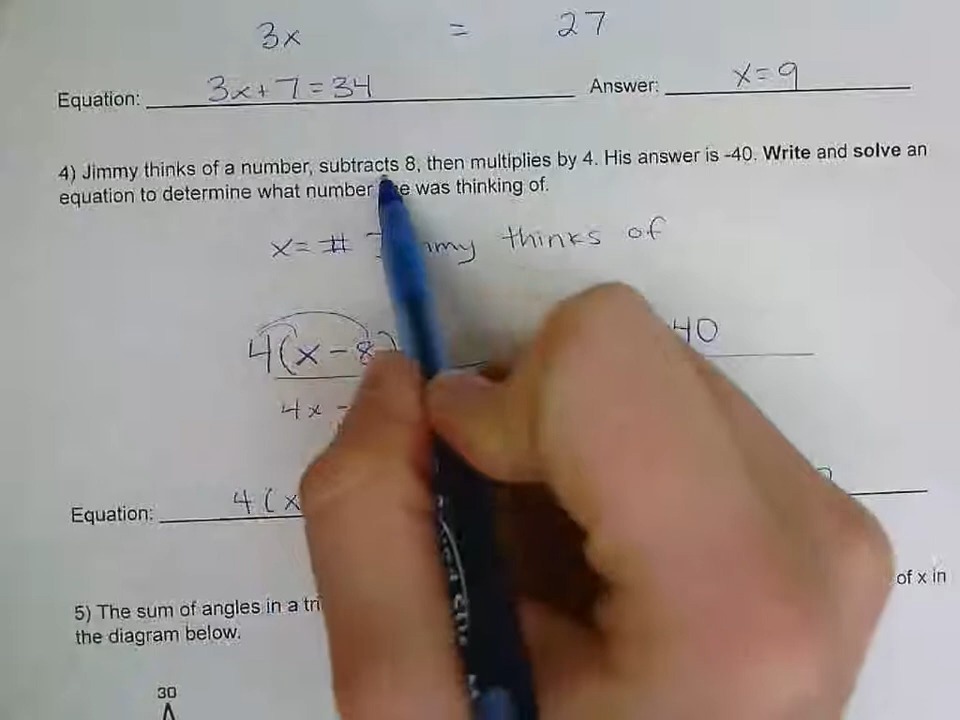 3x = 27
Equation: 3x+7=34 Answer: x=9
4) Jimmy thinks of a number, subtracts 8, then multiplies by 4. His answer is -40. Write and solve an
equation to determine what number he was thinking of.
x= # Jimmy thinks of
4(x-8) 40
4x -
Equation: 4(x
5) The sum of angles in a tri of x in
the diagram below.
30